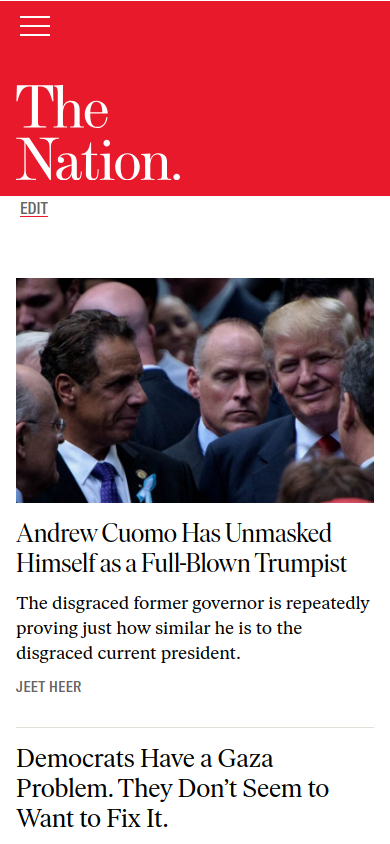 The
Nation.
EDIT
Andrew Cuomo Has Unmasked
Himself as a Full-Blown Trumpist
The disgraced former governor is repeatedly
proving just how similar he is to the
disgraced current president.
JEET HEER
Democrats Have a Gaza
Problem. They Don’t Seem to
Want to Fix It.